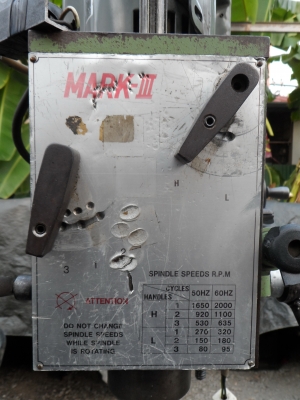 MARK-III
H
L
3 1
SPINDLE SPEEDS R.P.M
HANDLES CYCLES 50HZ 60HZ
H 1 1650 2000
2 920 1100
3 530 635
L 1 270 320
2 150 180
3 80 95
ATTENTION
DO NOT CHANGE
SPINDLE SPEEDS
WHILE SPINDLE
IS ROTATING